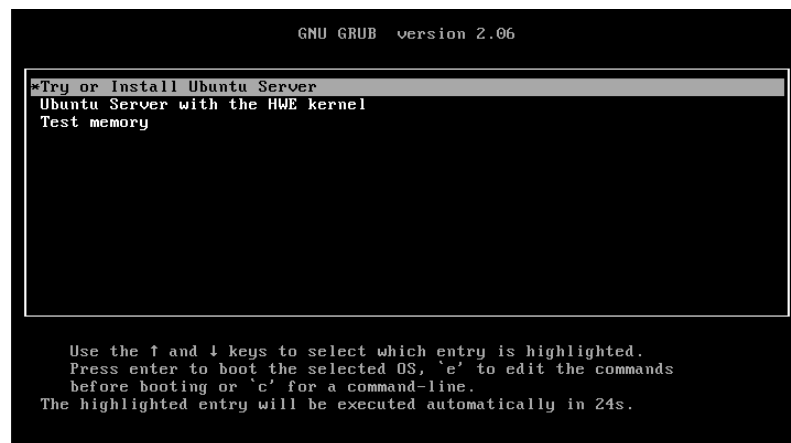 GNU GRUB  version 2.06
*Try or Install Ubuntu Server
Ubuntu Server with the HWE kernel
Test memory
Use the ↑ and ↓ keys to select which entry is highlighted.
Press enter to boot the selected OS, `e' to edit the commands
before booting or `c' for a command-line.
The highlighted entry will be executed automatically in 24s.